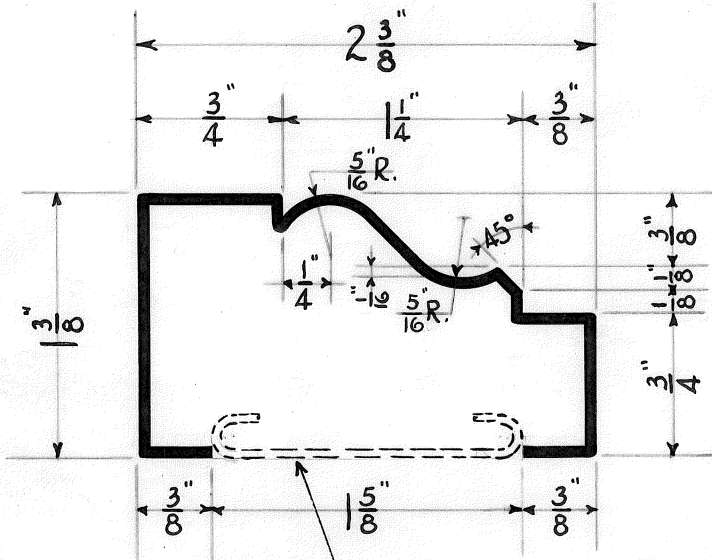 2 3/8"
3/4" 1 1/4" 3/8"
5/16" R.
45° 3/8"
1/8"
1/4" 1/16" 5/16" R. 1/8"
1 3/8" 3/4"
3/8" 1 5/8" 3/8"